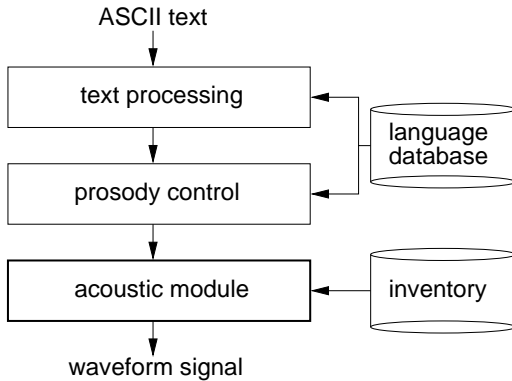 ASCII text
text processing
language
database
prosody control
acoustic module
inventory
waveform signal